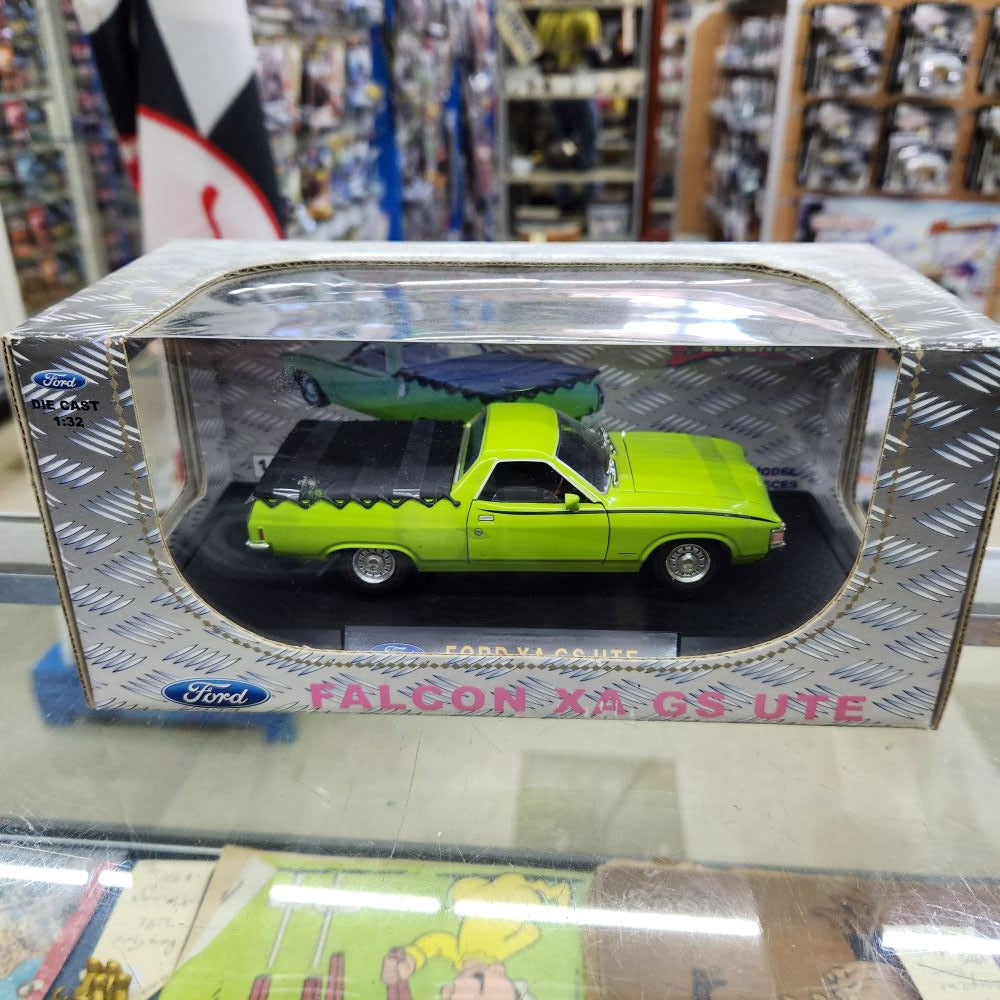 Ford
DIE CAST
1:32
FORD XA GS UTE
Ford
FALCON XA GS UTE